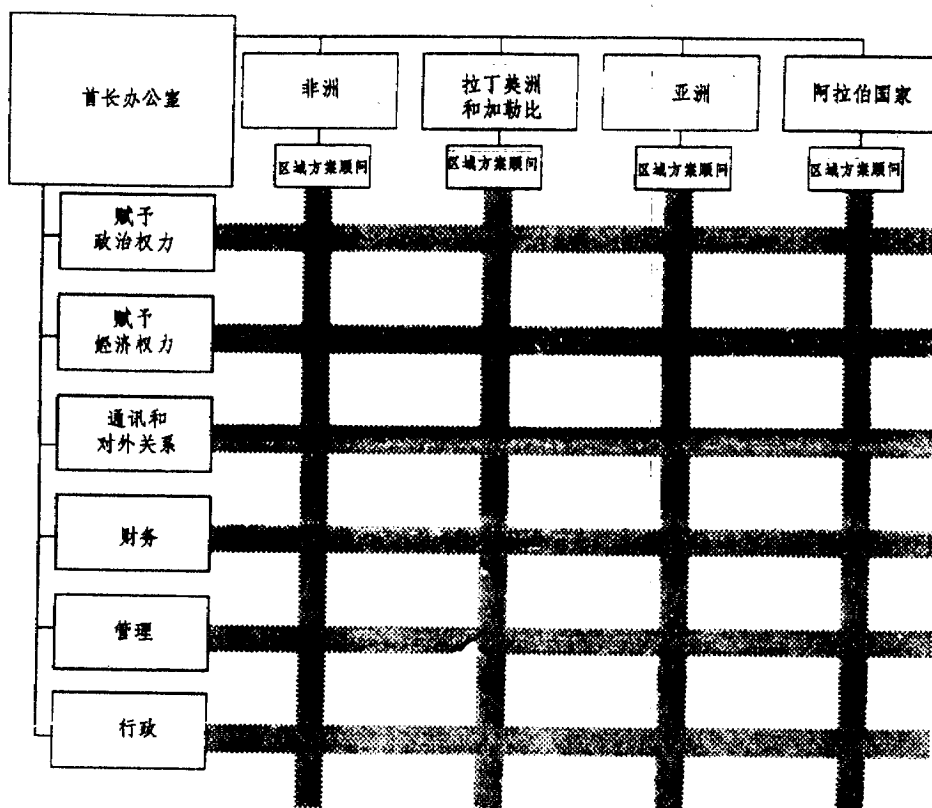 首长办公室
非洲
拉丁美洲
和加勒比
亚洲
阿拉伯国家
区域方案顾问
区域方案顾问
区域方案顾问
区域方案顾问
赋予
政治权力
赋予
经济权力
通讯和
对外关系
财务
管理
行政